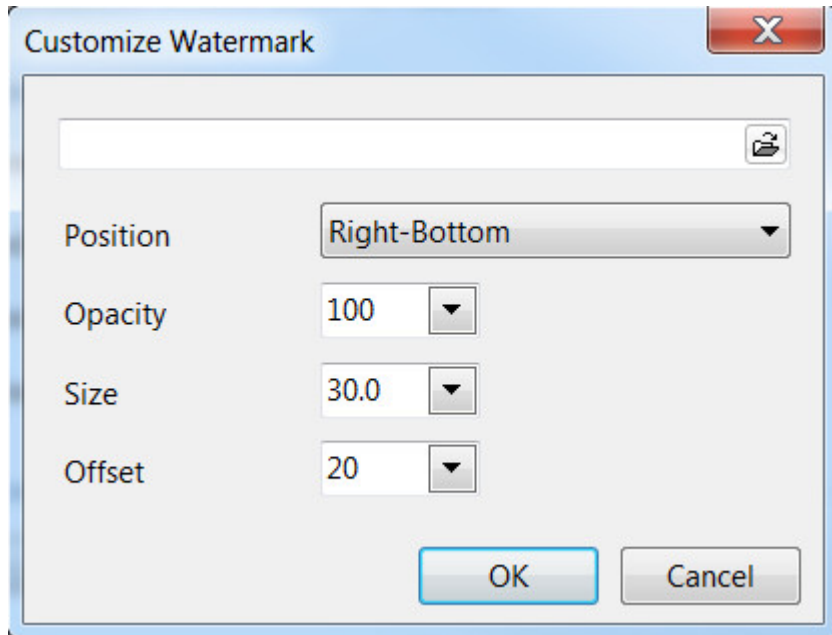 Customize Watermark
Position
Right-Bottom
Opacity
100
Size
30.0
Offset
20
OK
Cancel